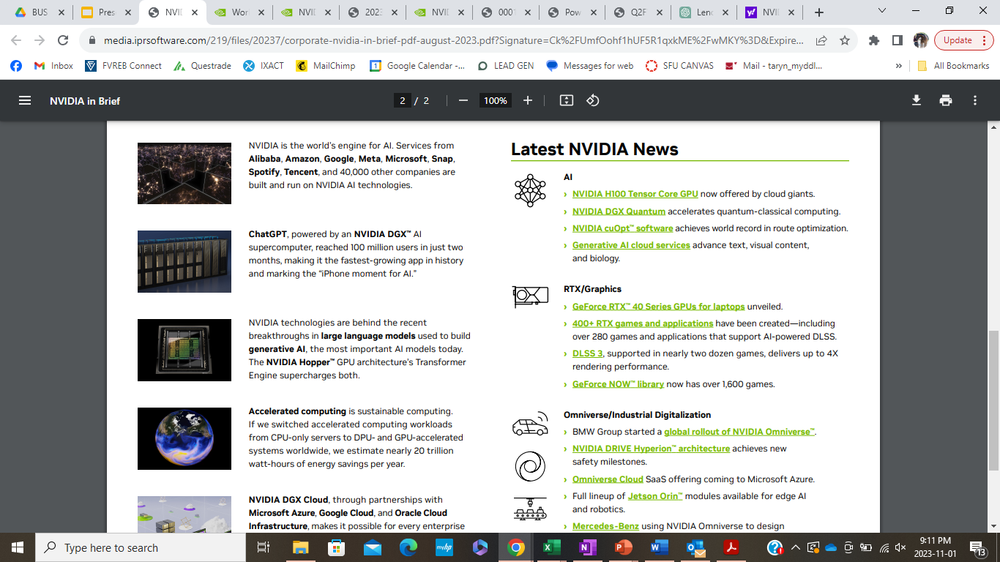 BUS
Pres
NVID
Wor
NVID
2023
NVID
000
Pow
Q2F
Lenc
NVI
media.iprsoftware.com/219/files/20237/corporate-nvidia-in-brief-pdf-august-2023.pdf?Signature=Ck%2FUmfOohf1hUF5R1qxkME%2FwMKY%3D&Expire...
Update
Inbox
FVREB Connect
Questrade
IXACT
MailChimp
Google Calendar -...
LEAD GEN
Messages for web
SFU CANVAS
Mail - taryn_myddl...
»
All Bookmarks
NVIDIA in Brief
2 / 2
100%
NVIDIA is the world's engine for AI. Services from
Alibaba, Amazon, Google, Meta, Microsoft, Snap,
Spotify, Tencent, and 40,000 other companies are
built and run on NVIDIA AI technologies.
ChatGPT, powered by an NVIDIA DGX™ AI
supercomputer, reached 100 million users in just two
months, making it the fastest-growing app in history
and marking the “iPhone moment for AI.”
NVIDIA technologies are behind the recent
breakthroughs in large language models used to build
generative AI, the most important AI models today.
The NVIDIA Hopper™ GPU architecture's Transformer
Engine supercharges both.
Accelerated computing is sustainable computing.
If we switched accelerated computing workloads
from CPU-only servers to DPU- and GPU-accelerated
systems worldwide, we estimate nearly 20 trillion
watt-hours of energy savings per year.
NVIDIA DGX Cloud, through partnerships with
Microsoft Azure, Google Cloud, and Oracle Cloud
Infrastructure, makes it possible for every enterprise
Latest NVIDIA News
AI
› NVIDIA H100 Tensor Core GPU now offered by cloud giants.
› NVIDIA DGX Quantum accelerates quantum-classical computing.
› NVIDIA cuOpt™ software achieves world record in route optimization.
› Generative AI cloud services advance text, visual content,
and biology.
RTX/Graphics
› GeForce RTX™ 40 Series GPUs for laptops unveiled.
› 400+ RTX games and applications have been created—including
over 280 games and applications that support AI-powered DLSS.
› DLSS 3, supported in nearly two dozen games, delivers up to 4X
rendering performance.
› GeForce NOW™ library now has over 1,600 games.
Omniverse/Industrial Digitalization
› BMW Group started a global rollout of NVIDIA Omniverse™.
› NVIDIA DRIVE Hyperion™ architecture achieves new
safety milestones.
› Omniverse Cloud SaaS offering coming to Microsoft Azure.
› Full lineup of Jetson Orin™ modules available for edge AI
and robotics.
› Mercedes-Benz using NVIDIA Omniverse to design
Type here to search
9:11 PM
2023-11-01
13